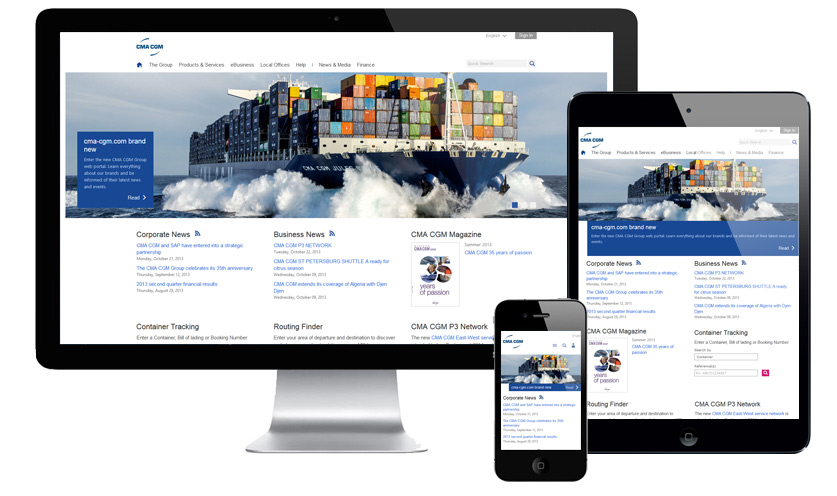 English
Sign In
CMA CGM
The Group Products & Services eBusiness Local Offices Help | News & Media Finance
Quick Search
cma-cgm.com brand
new
Enter the new CMA CGM Group
web portal. Learn everything
about our brands and be
informed of their latest news
and events.
Read
CMA CGM JULES
Corporate News
CMA CGM and SAP have entered into a strategic
partnership
Monday, October 21, 2013
The CMA CGM Group celebrates its 35th anniversary
Thursday, September 12, 2013
2013 second quarter financial results
Thursday, August 29, 2013
Business News
CMA CGM P3 NETWORK
Tuesday, October 22, 2013
CMA CGM ST PETERSBURG SHUTTLE A ready for
citrus season
Wednesday, October 09, 2013
CMA CGM extends its coverage of Algeria with Djen
Djen
Wednesday, October 09, 2013
CMA CGM Magazine
Summer, 2013
CMA CGM 35 years of passion
CMA CGM
years
of passion
Container Tracking
Enter a Container, Bill of lading or Booking Number
Routing Finder
Enter your area of departure and destination to discover
CMA CGM P3 Network
The new CMA CGM East-West service
English
Sign In
CMA CGM
Quick Search
The Group Products & Services eBusiness Local Offices Help | News & Media Finance
cma-cgm.com brand new
Enter the new CMA CGM Group web portal. Learn everything about our brands and be informed of their latest news and
events.
Read
Corporate News
CMA CGM and SAP have entered into a strategic
partnership
Monday, October 21, 2013
The CMA CGM Group celebrates its 35th
anniversary
Thursday, September 12, 2013
2013 second quarter financial results
Thursday, August 29, 2013
Business News
CMA CGM P3 NETWORK
Tuesday, October 22, 2013
CMA CGM ST PETERSBURG SHUTTLE A ready
for citrus season
Wednesday, October 09, 2013
CMA CGM extends its coverage of Algeria with
Djen Djen
Wednesday, October 09, 2013
CMA CGM Magazine
Summer, 2013
CMA CGM 35 years of
passion
years
of passion
Container Tracking
Enter a Container, Bill of lading or Booking Number
Search by
Container
Reference(s)
Routing Finder
Enter your area of departure and destination to
CMA CGM P3 Network
The new CMA CGM East-West service network is
CMA CGM
cma-cgm.com brand new
Read
Corporate News
CMA CGM and SAP have entered into a strategic
partnership
Monday, October 21, 2013
The CMA CGM Group celebrates its 35th
anniversary
Thursday, September 12, 2013
2013 second quarter financial results
Thursday, August 29, 2013